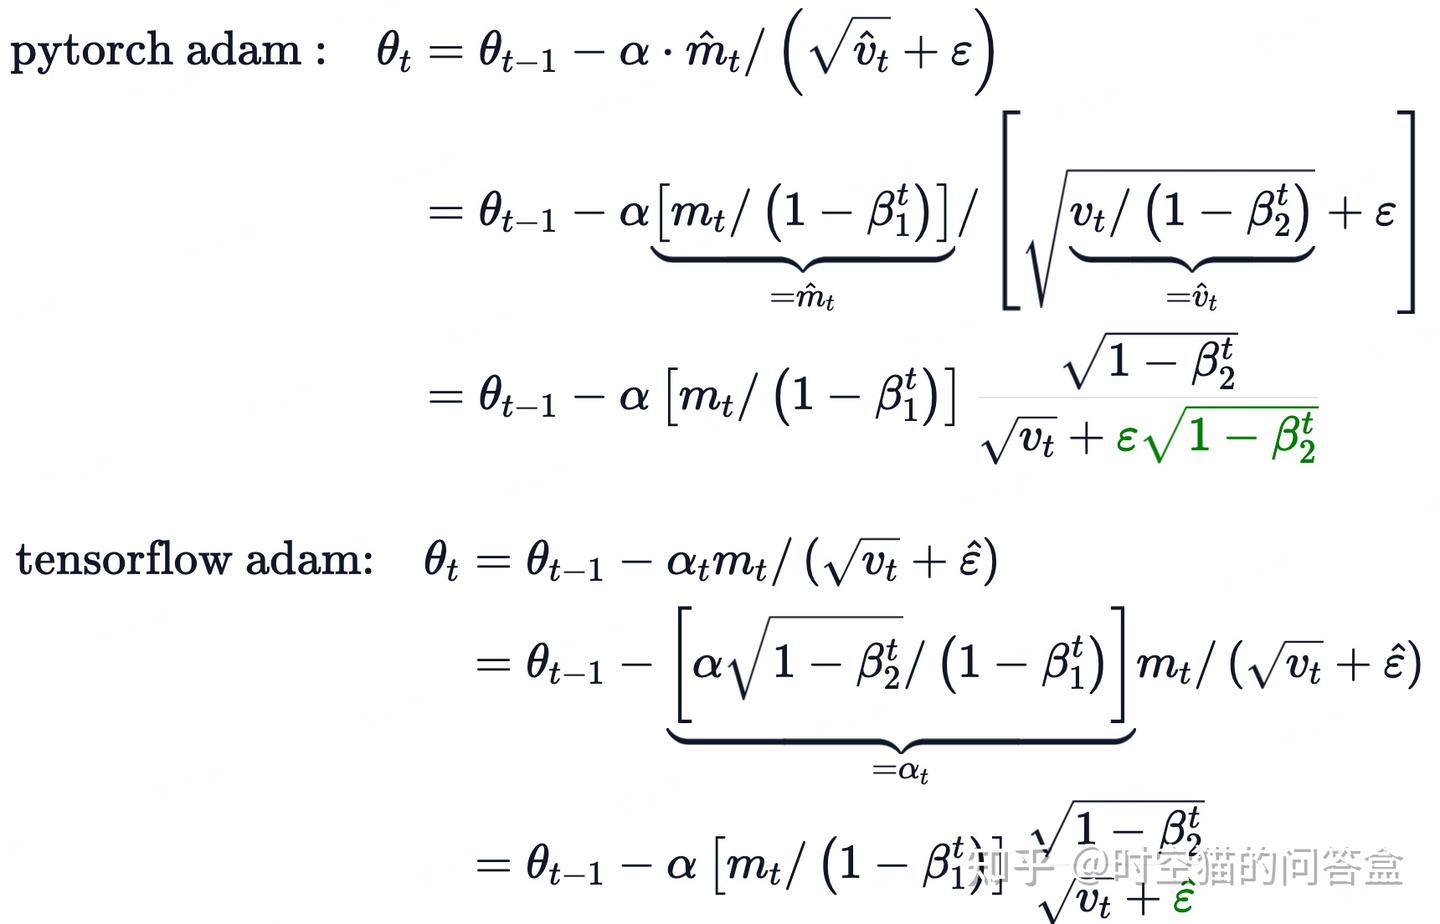 pytorch adam : θ_t = θ_{t−1} − α · m̂_t / (√v̂_t + ε)
= θ_{t−1} − α[m_t / (1 − β_1^t)] / [√(v_t / (1 − β_2^t)) + ε]
=m̂_t =v̂_t
= θ_{t−1} − α [m_t / (1 − β_1^t)] √(1 − β_2^t) / (√v_t + ε√(1 − β_2^t))
tensorflow adam: θ_t = θ_{t−1} − α_t m_t / (√v_t + ε̂)
= θ_{t−1} − [α√(1 − β_2^t) / (1 − β_1^t)] m_t / (√v_t + ε̂)
=α_t
= θ_{t−1} − α [m_t / (1 − β_1^t)] √(1 − β_2^t) / (√v_t + ε̂)
知乎 @时空猫的问答盒